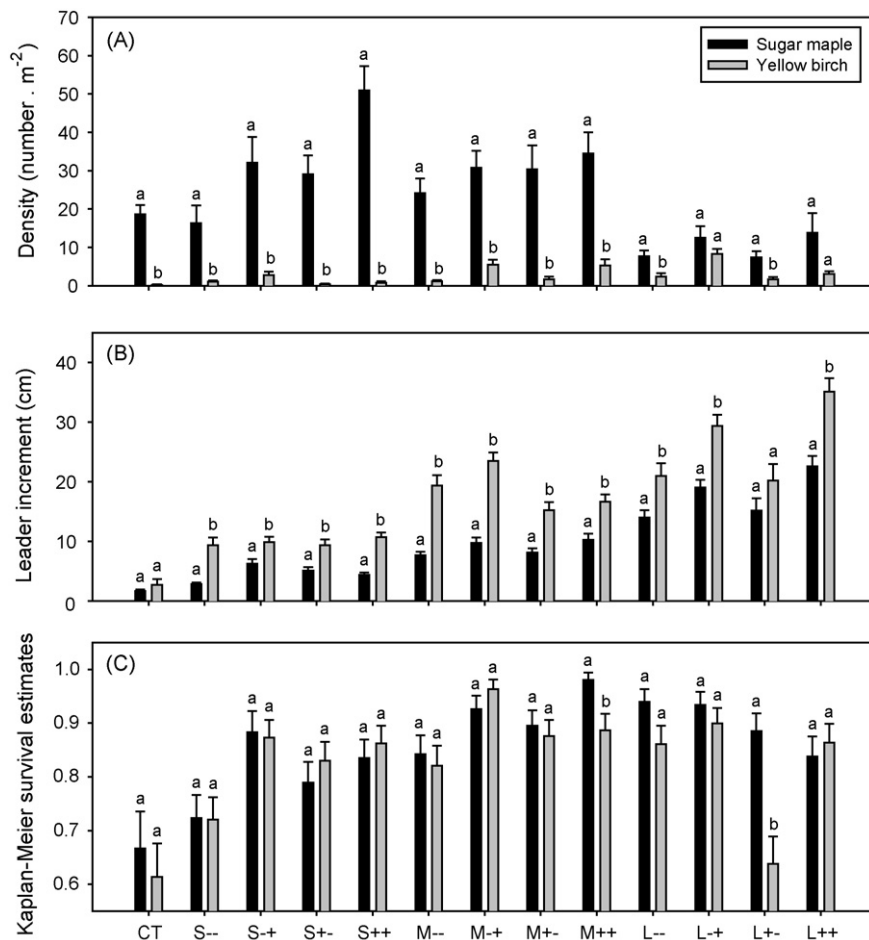 (A)
Density (number . m-2)
70
60
50
40
30
20
10
0
Sugar maple
Yellow birch
a b a b a b a b a b a b a b a b a b a b a a a b a a
(B)
Leader increment (cm)
40
30
20
10
0
a a a b a b a b a b a b a b a b a b a b a b a a a b
(C)
Kaplan-Meier survival estimates
1.0
0.9
0.8
0.7
0.6
a a a a a a a a a a a a a a a a a b a a a a a b a a
CT S-- S-+ S+- S++ M-- M-+ M+- M++ L-- L-+ L+- L++